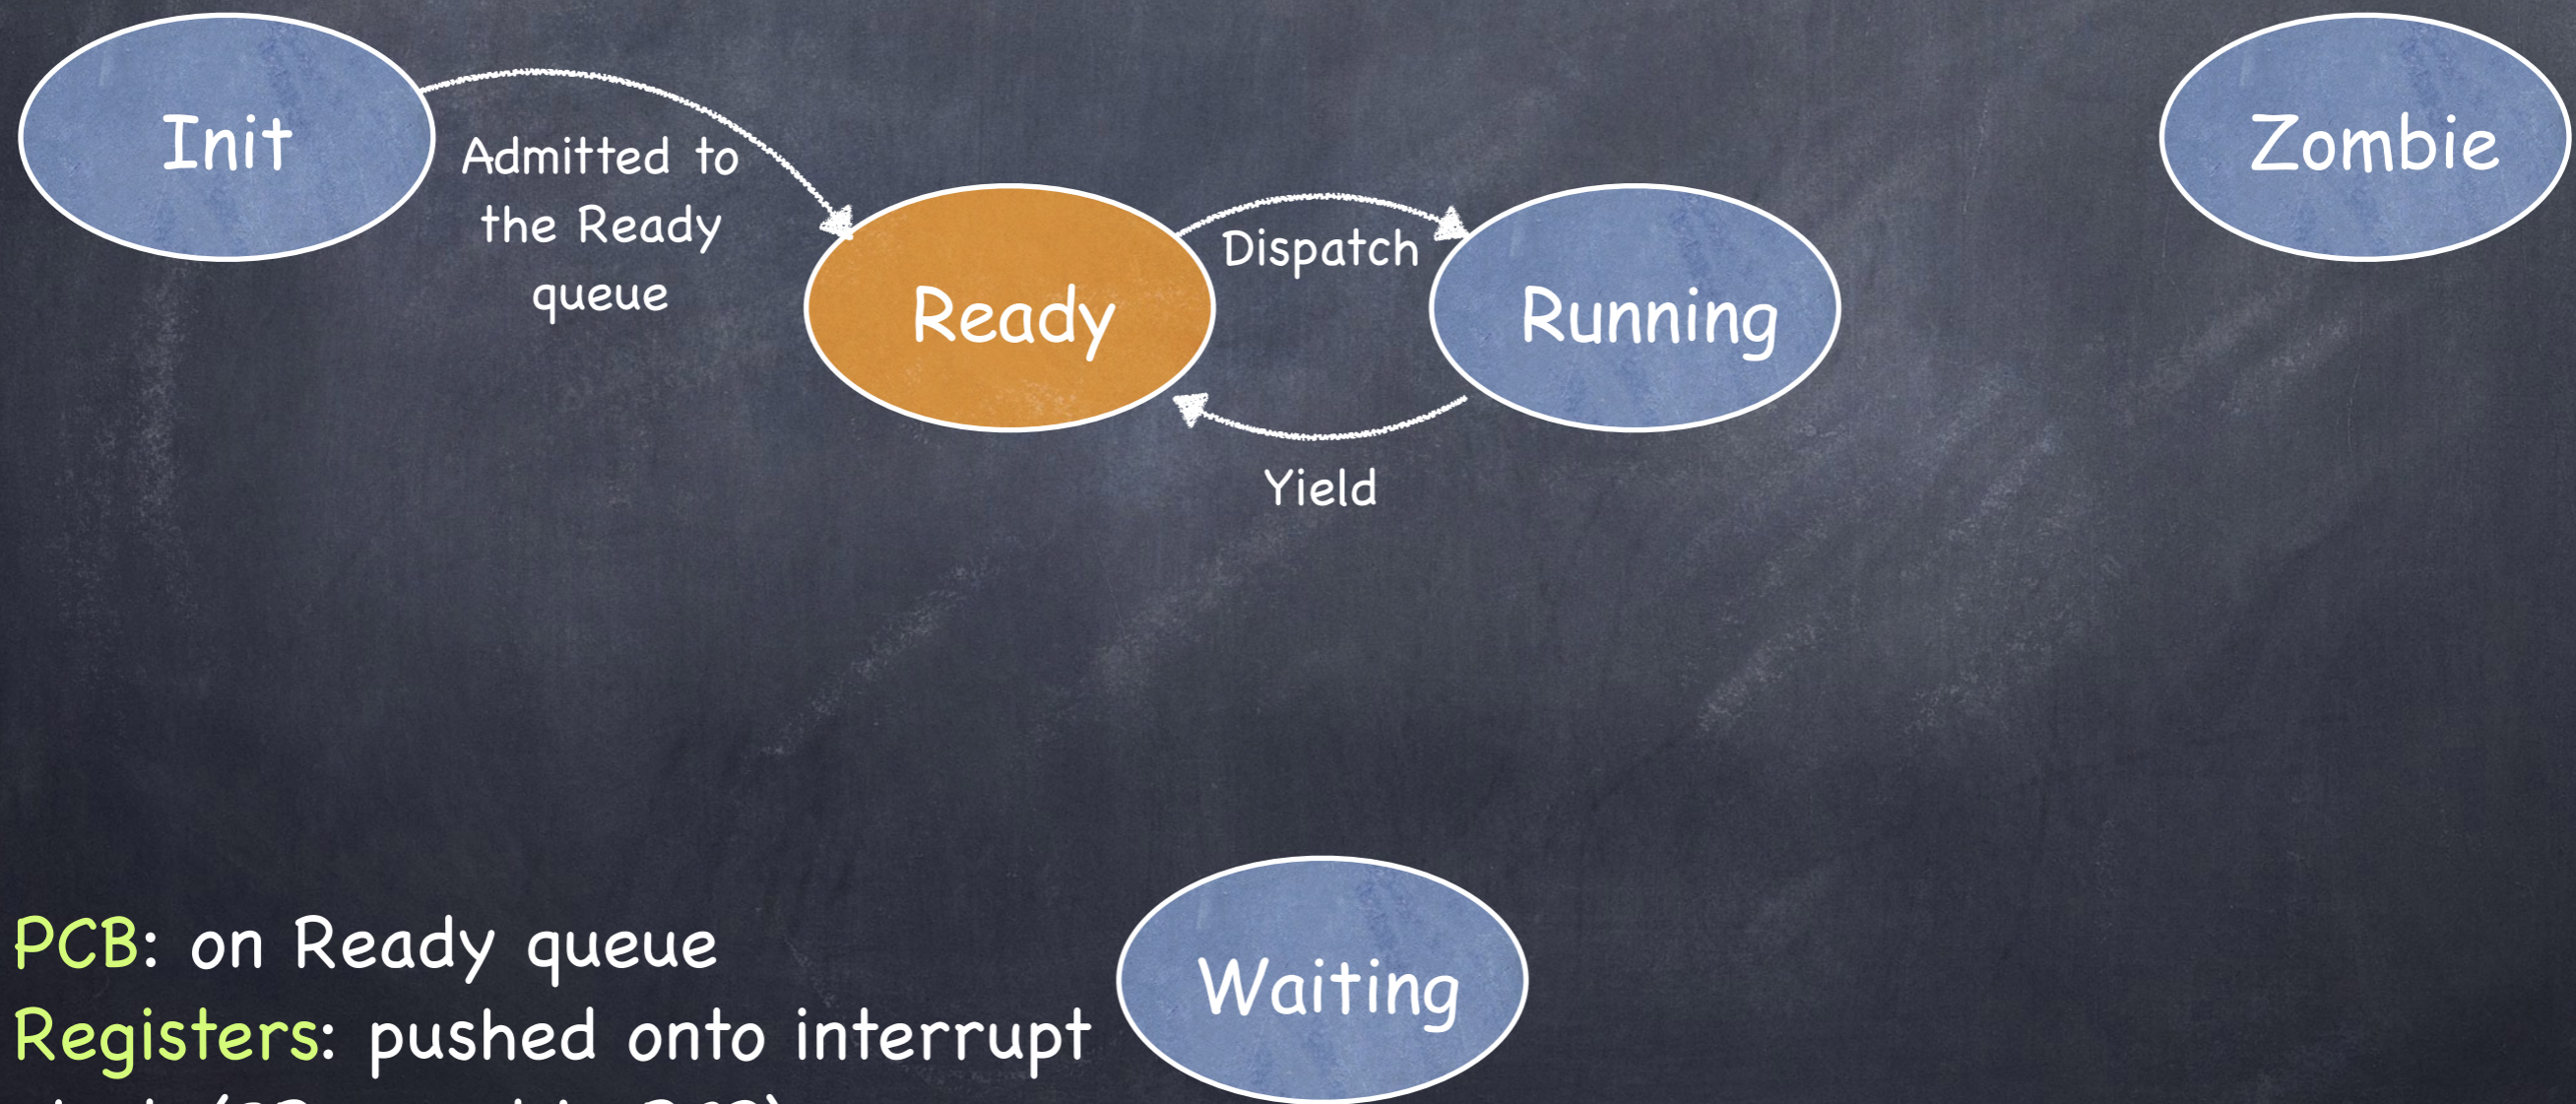 Init
Zombie
Admitted to
the Ready
queue
Ready
Dispatch
Running
Yield
Waiting
PCB: on Ready queue
Registers: pushed onto interrupt